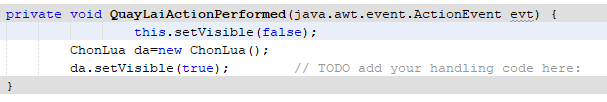 private void QuayLaiActionPerformed(java.awt.event.ActionEvent evt) {
this.setVisible(false);
ChonLua da=new ChonLua();
da.setVisible(true); // TODO add your handling code here:
}